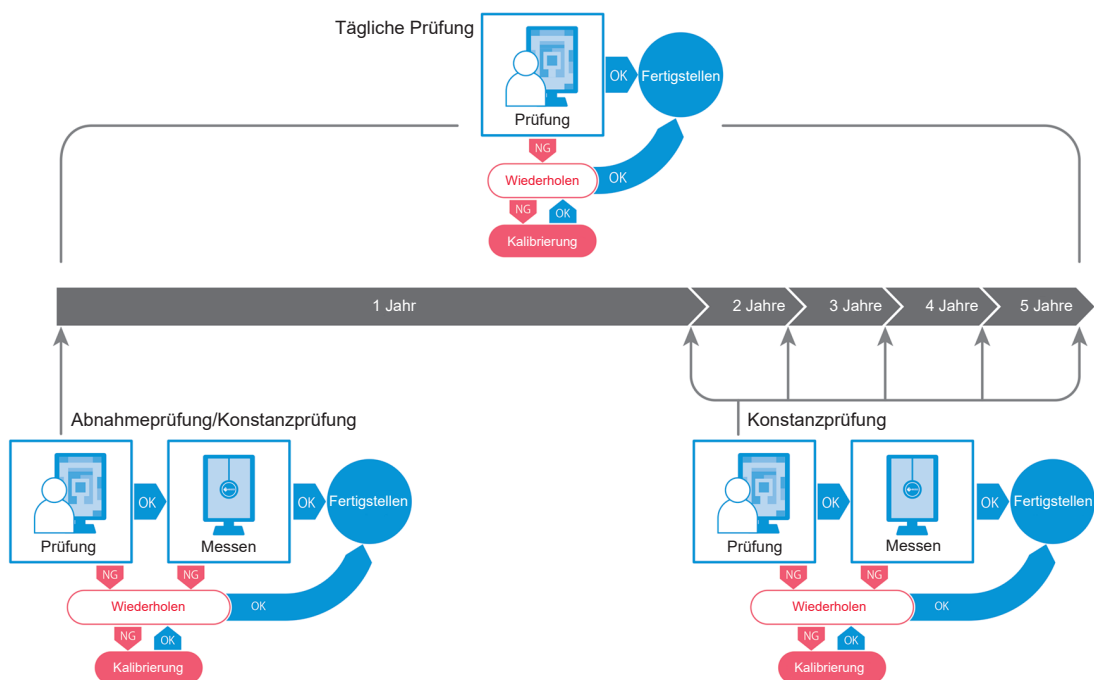 Tägliche Prüfung
OK
Fertigstellen
Prüfung
NG
Wiederholen
OK
NG
OK
Kalibrierung
1 Jahr
2 Jahre
3 Jahre
4 Jahre
5 Jahre
Abnahmeprüfung/Konstanzprüfung
Prüfung
OK
Messen
OK
Fertigstellen
NG
NG
Wiederholen
OK
NG
OK
Kalibrierung
Konstanzprüfung
Prüfung
OK
Messen
OK
Fertigstellen
NG
NG
Wiederholen
OK
NG
OK
Kalibrierung